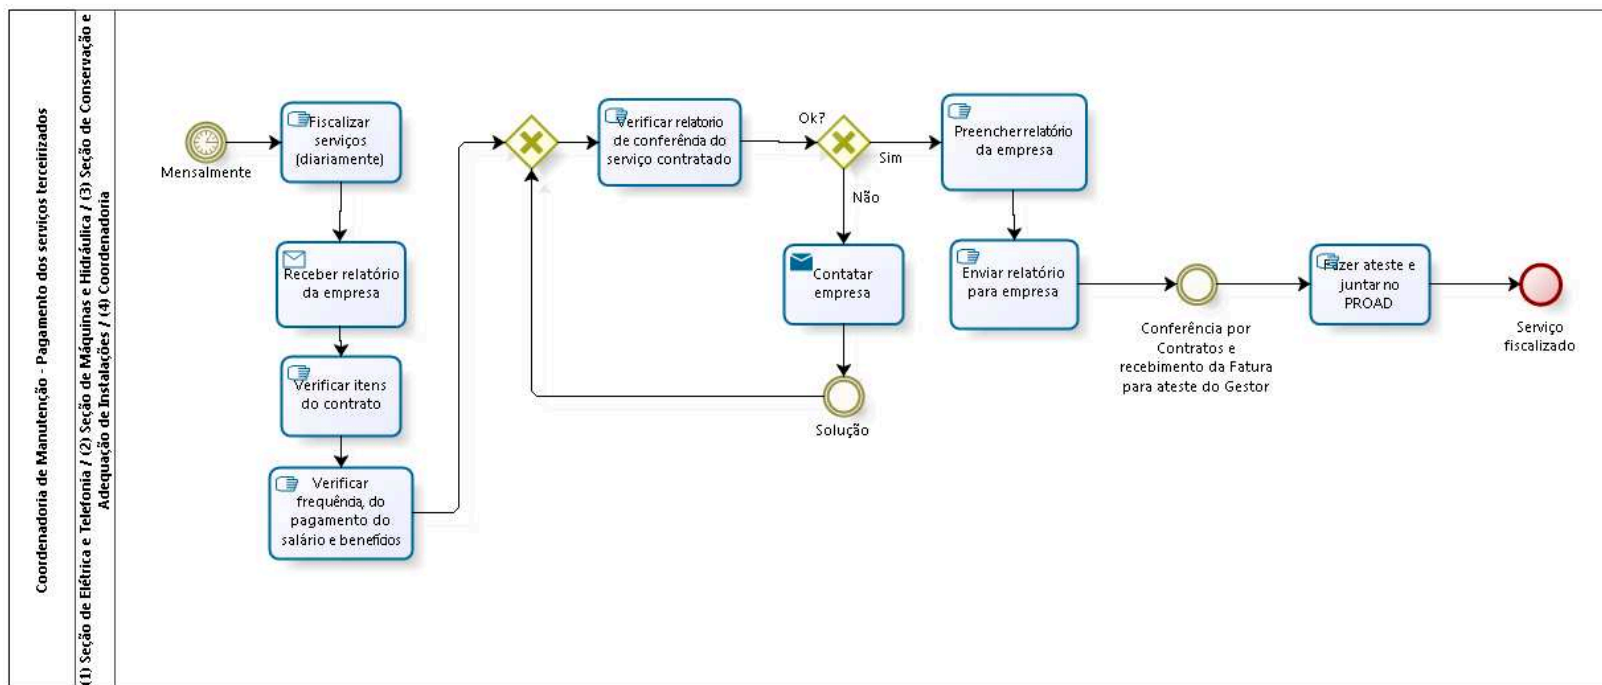 Coordenadoria de Manutenção - Pagamento dos serviços terceirizados
(1) Seção de Elétrica e Telefonia / (2) Seção de Máquinas e Hidráulica / (3) Seção de Conservação e
Adequação de Instalações / (4) Coordenadoria
Mensalmente
Fiscalizar
serviços
(diariamente)
Receber relatório
da empresa
Verificar itens
do contrato
Verificar
frequência, do
pagamento do
salário e benefícios
Verificar relatorio
de conferência do
serviço contratado
Ok?
Sim
Não
Contatar
empresa
Solução
Preencher relatório
da empresa
Enviar relatório
para empresa
Conferência por
Contratos e
recebimento da Fatura
para ateste do Gestor
Fazer ateste e
juntar no
PROAD
Serviço
fiscalizado